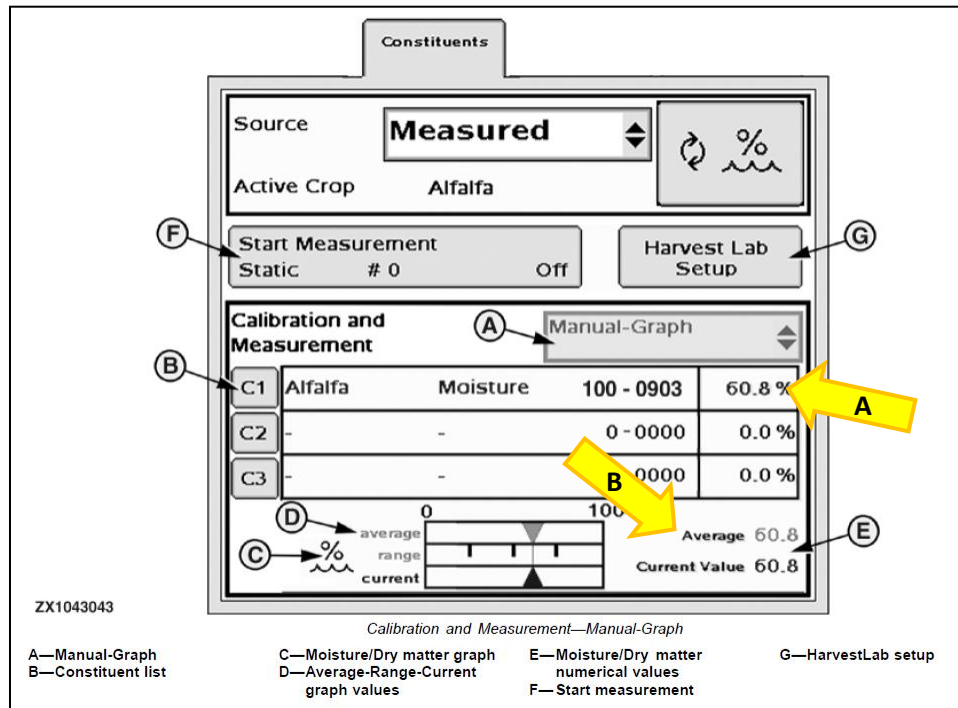 Constituents
Source
Measured
%
Active Crop Alfalfa
F
Start Measurement
Static # 0 Off
Harvest Lab
Setup
G
Calibration and
Measurement
A
Manual-Graph
B
C1 Alfalfa Moisture 100 - 0903 60.8 %
A
C2 - - 0 - 0000 0.0 %
C3 - - 0000 0.0 %
B
0 100
D
average
range
current
C
%
Average 60.8
Current Value 60.8
E
ZX1043043
Calibration and Measurement—Manual-Graph
A—Manual-Graph
B—Constituent list
C—Moisture/Dry matter graph
D—Average-Range-Current
graph values
E—Moisture/Dry matter
numerical values
F—Start measurement
G—HarvestLab setup